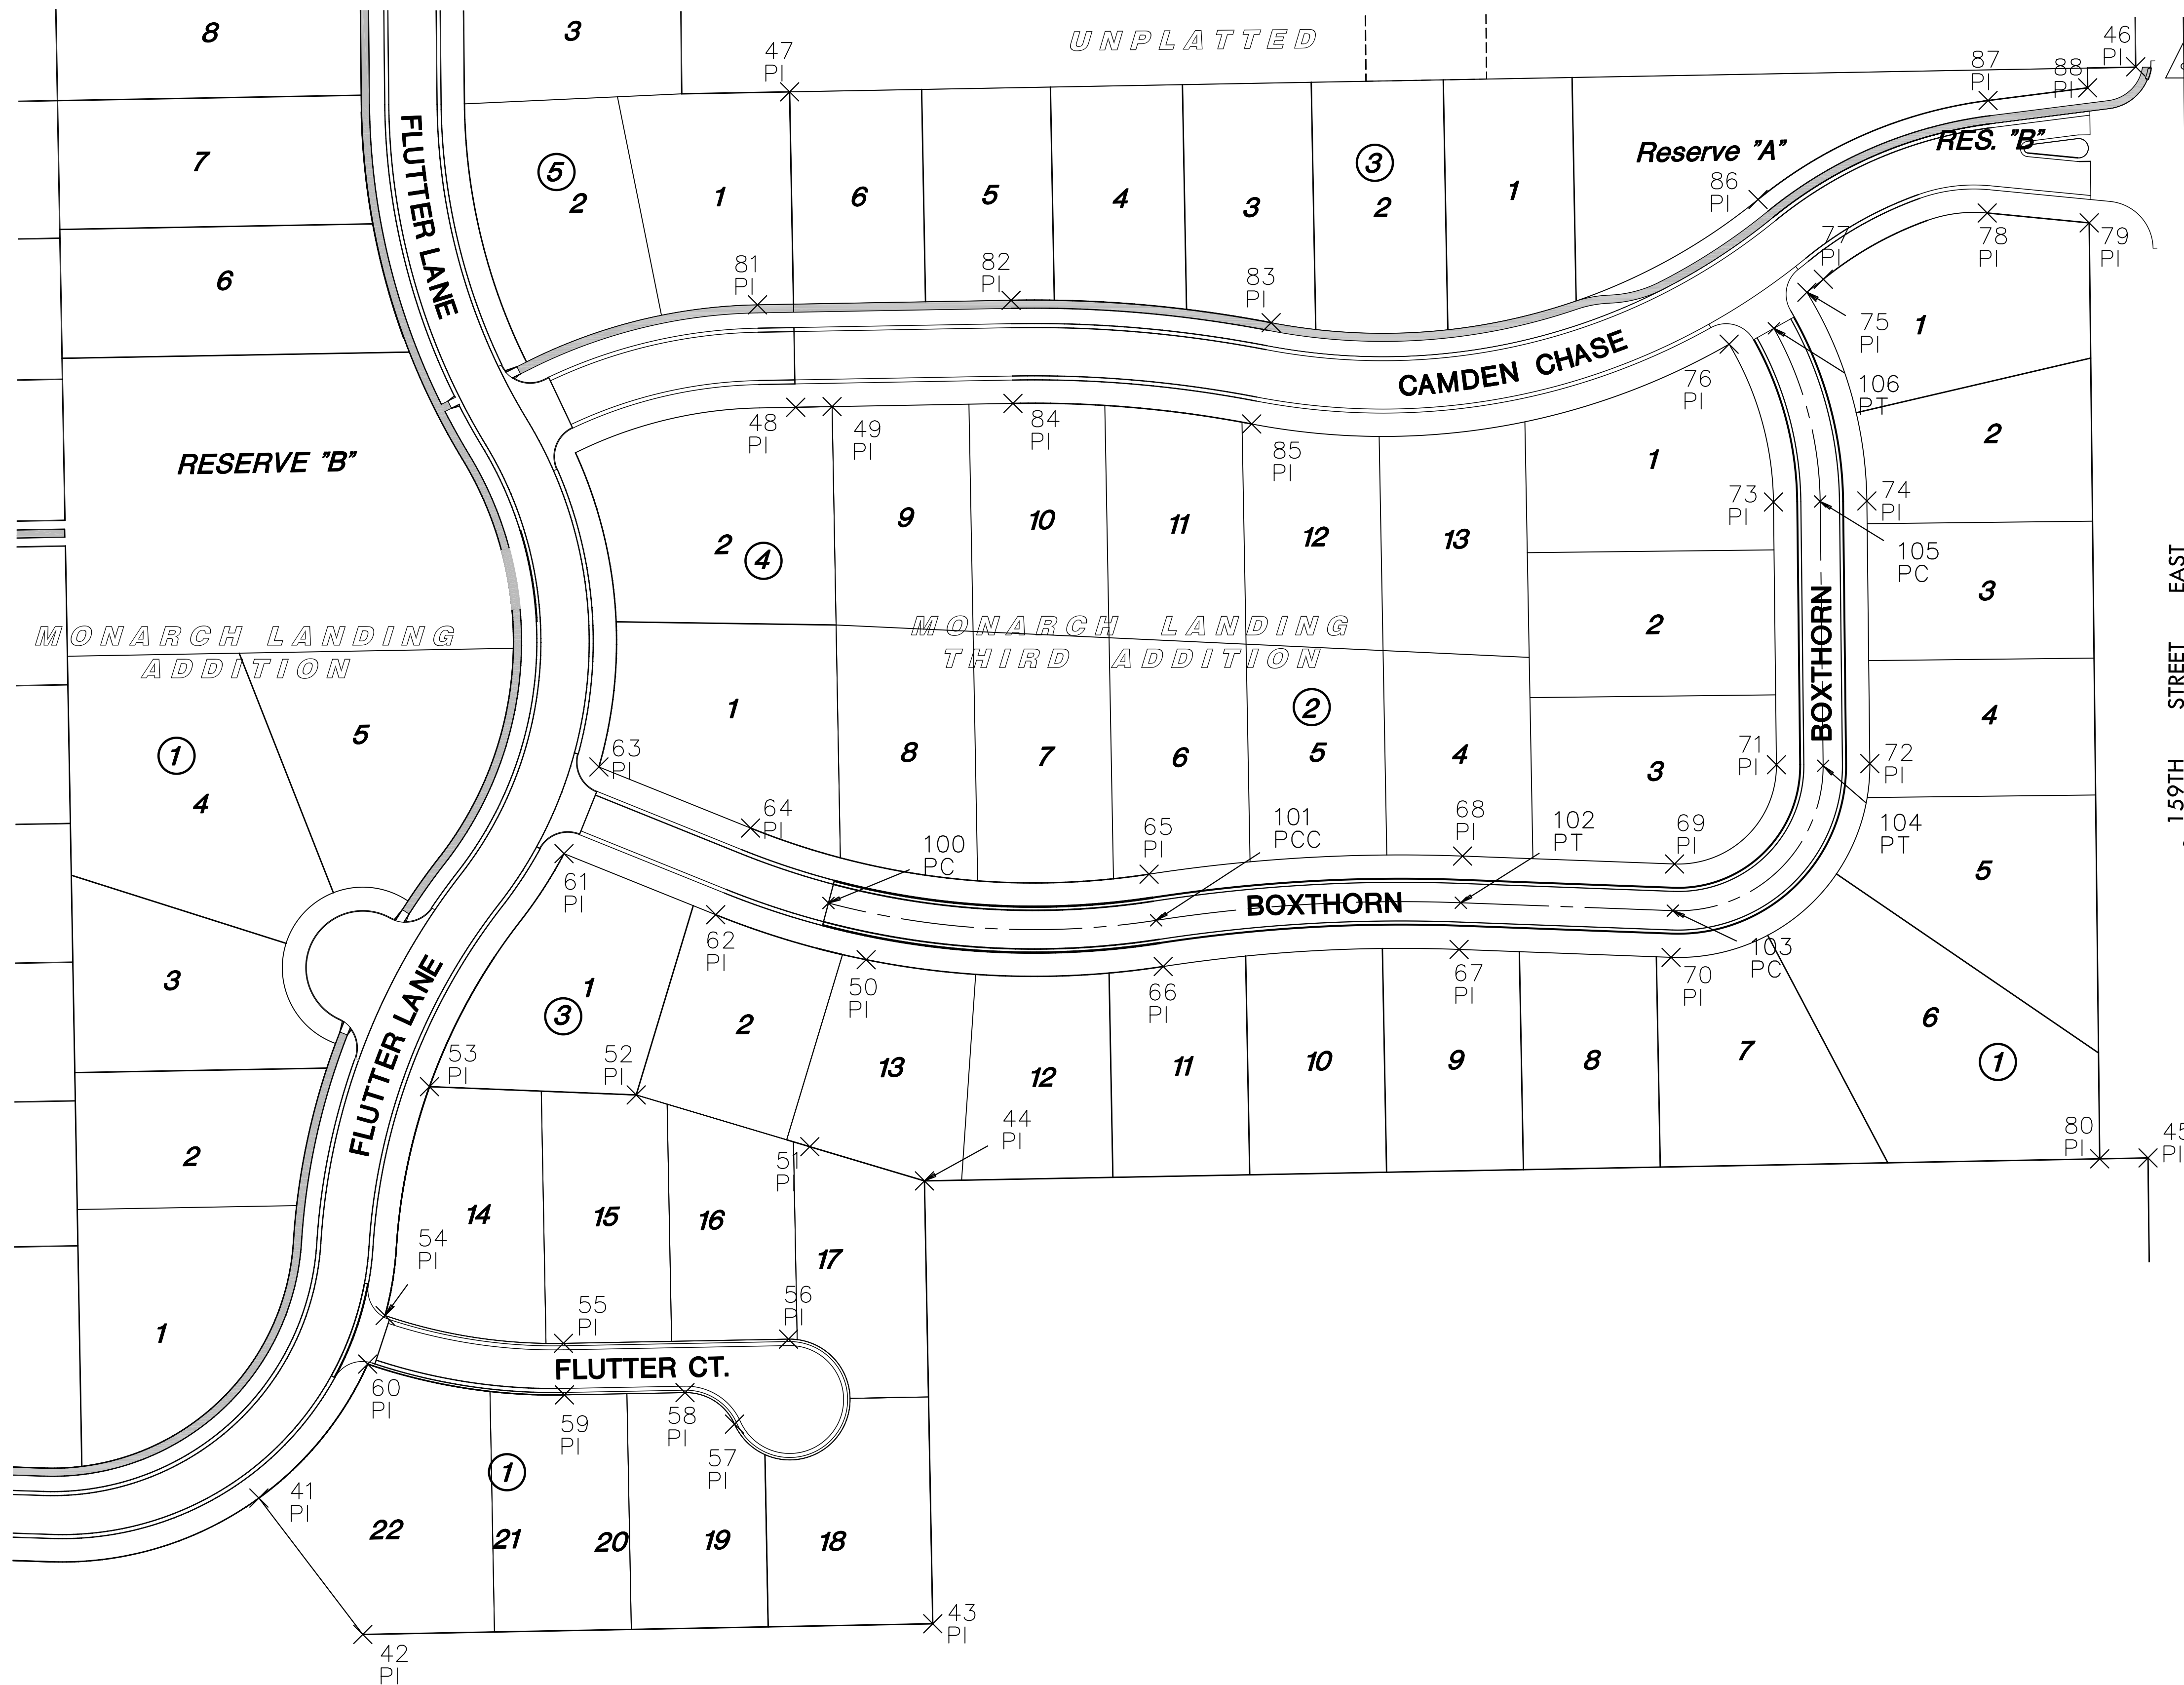 8
3
UNPLATTED
47
PI
87
PI
88
PI
46
PI
7
FLUTTER LANE
5
2
1
6
5
4
3
3
2
1
Reserve "A"
RES. "B"
86
PI
6
81
PI
82
PI
83
PI
77
PI
78
PI
79
PI
75
PI
1
CAMDEN CHASE
76
PI
106
PT
48
PI
49
PI
84
PI
85
PI
RESERVE "B"
1
2
73
PI
74
PI
2
4
9
10
11
12
13
105
PC
159TH STREET EAST
MONARCH LANDING
ADDITION
MONARCH LANDING
THIRD ADDITION
2
3
BOXTHORN
1
4
5
1
8
7
6
2
5
4
3
4
63
PI
71
PI
72
PI
64
PI
100
PC
65
PI
101
PCC
68
PI
102
PT
69
PI
104
PT
61
PI
5
BOXTHORN
62
PI
50
PI
66
PI
67
PI
103
PC
70
PI
3
FLUTTER LANE
1
3
2
13
12
11
10
9
8
7
6
1
53
PI
52
PI
44
PI
51
PI
80
PI
45
PI
2
14
15
16
17
54
PI
55
PI
56
PI
1
FLUTTER CT.
60
PI
59
PI
58
PI
57
PI
1
41
PI
22
21
20
19
18
43
PI
42
PI